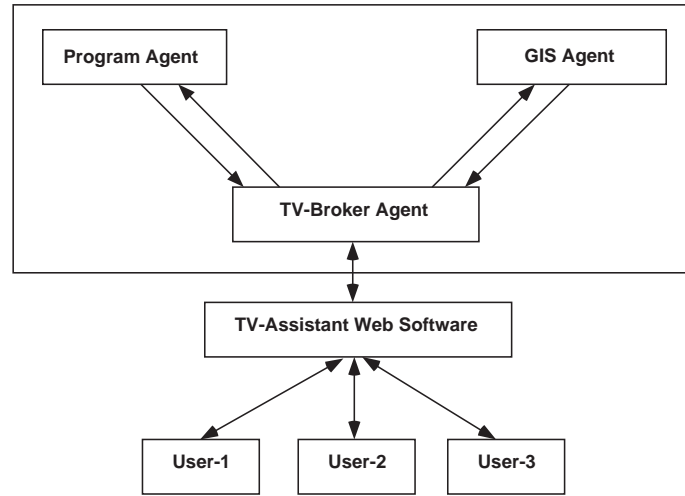 Program Agent
GIS Agent
TV-Broker Agent
TV-Assistant Web Software
User-1
User-2
User-3